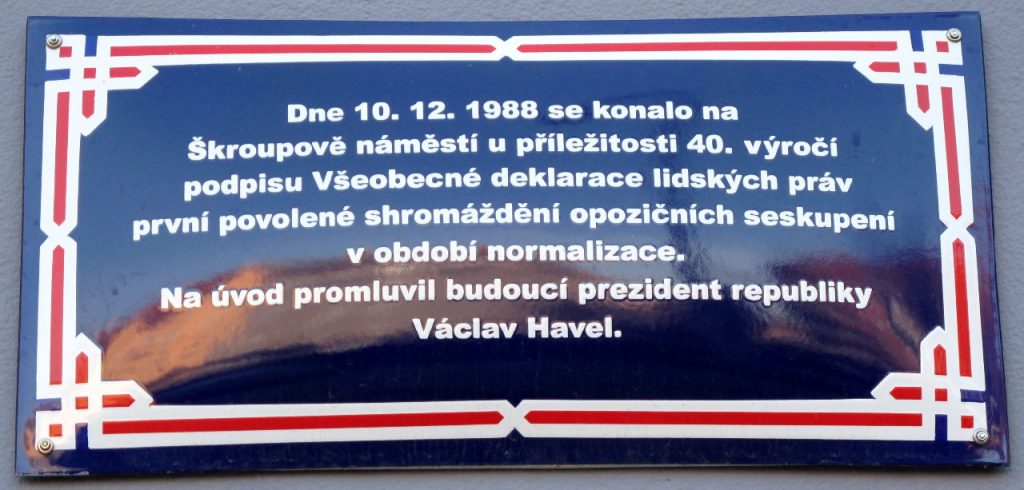 Dne 10. 12. 1988 se konalo na
Škroupově náměstí u příležitosti 40. výročí
podpisu Všeobecné deklarace lidských práv
první povolené shromáždění opozičních seskupení
v období normalizace.
Na úvod promluvil budoucí prezident republiky
Václav Havel.